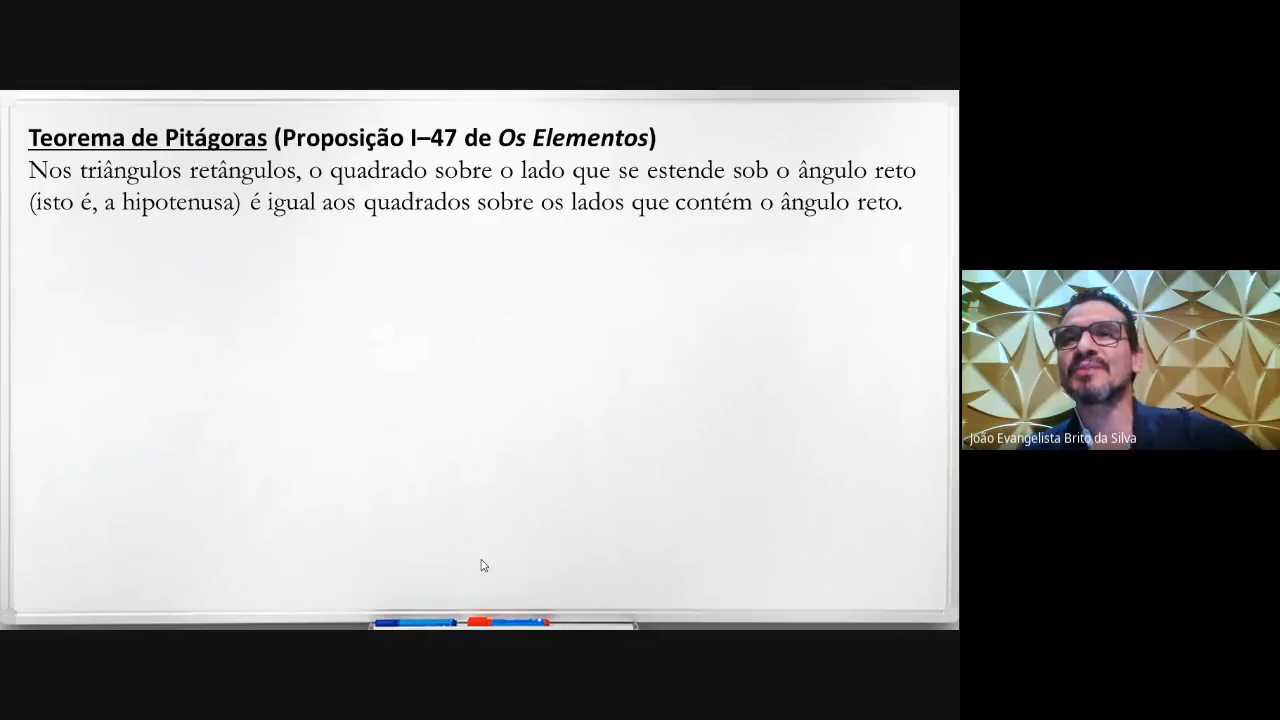 Teorema de Pitágoras (Proposição I–47 de Os Elementos)
Nos triângulos retângulos, o quadrado sobre o lado que se estende sob o ângulo reto
(isto é, a hipotenusa) é igual aos quadrados sobre os lados que contém o ângulo reto.
João Evangelista Brito da Silva